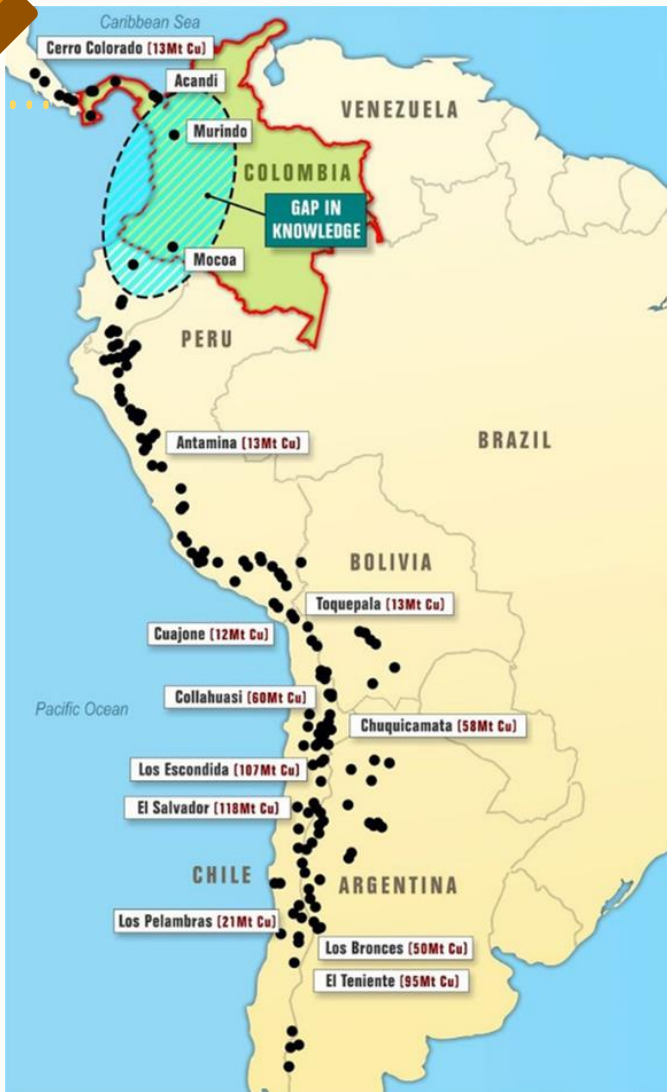 Caribbean Sea
Cerro Colorado (13Mt Cu)
Acandi
VENEZUELA
Murindo
COLOMBIA
GAP IN
KNOWLEDGE
Mocoa
PERU
Antamina (13Mt Cu)
BRAZIL
BOLIVIA
Toquepala (13Mt Cu)
Cuajone (12Mt Cu)
Collahuasi (60Mt Cu)
Pacific Ocean
Chuquicamata (58Mt Cu)
Los Escondida (107Mt Cu)
El Salvador (118Mt Cu)
CHILE
ARGENTINA
Los Pelambras (21Mt Cu)
Los Bronces (50Mt Cu)
El Teniente (95Mt Cu)